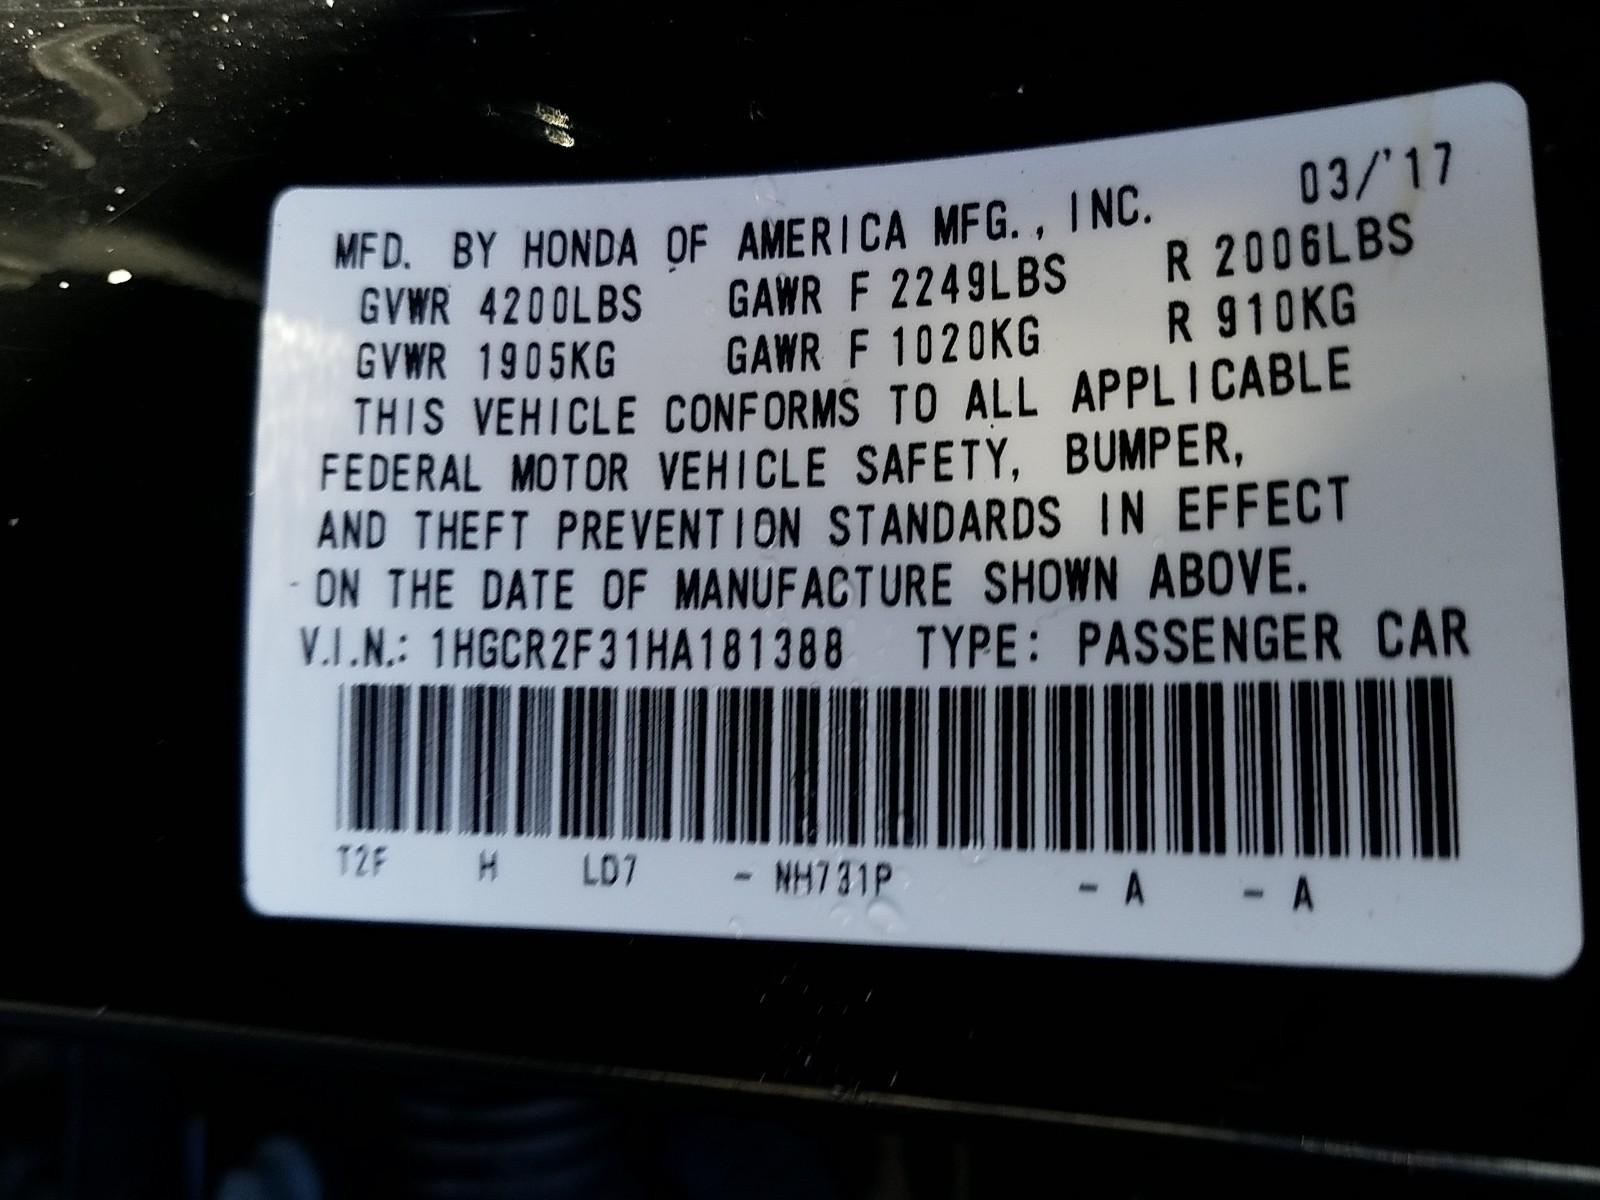 03/'17
MFD. BY HONDA OF AMERICA MFG., INC.
GVWR 4200LBS GAWR F 2249LBS R 2006LBS
GVWR 1905KG GAWR F 1020KG R 910KG
THIS VEHICLE CONFORMS TO ALL APPLICABLE
FEDERAL MOTOR VEHICLE SAFETY, BUMPER,
AND THEFT PREVENTION STANDARDS IN EFFECT
ON THE DATE OF MANUFACTURE SHOWN ABOVE.
V.I.N.: 1HGCR2F31HA181388 TYPE: PASSENGER CAR
T2F H LD7 - NH731P - A - A